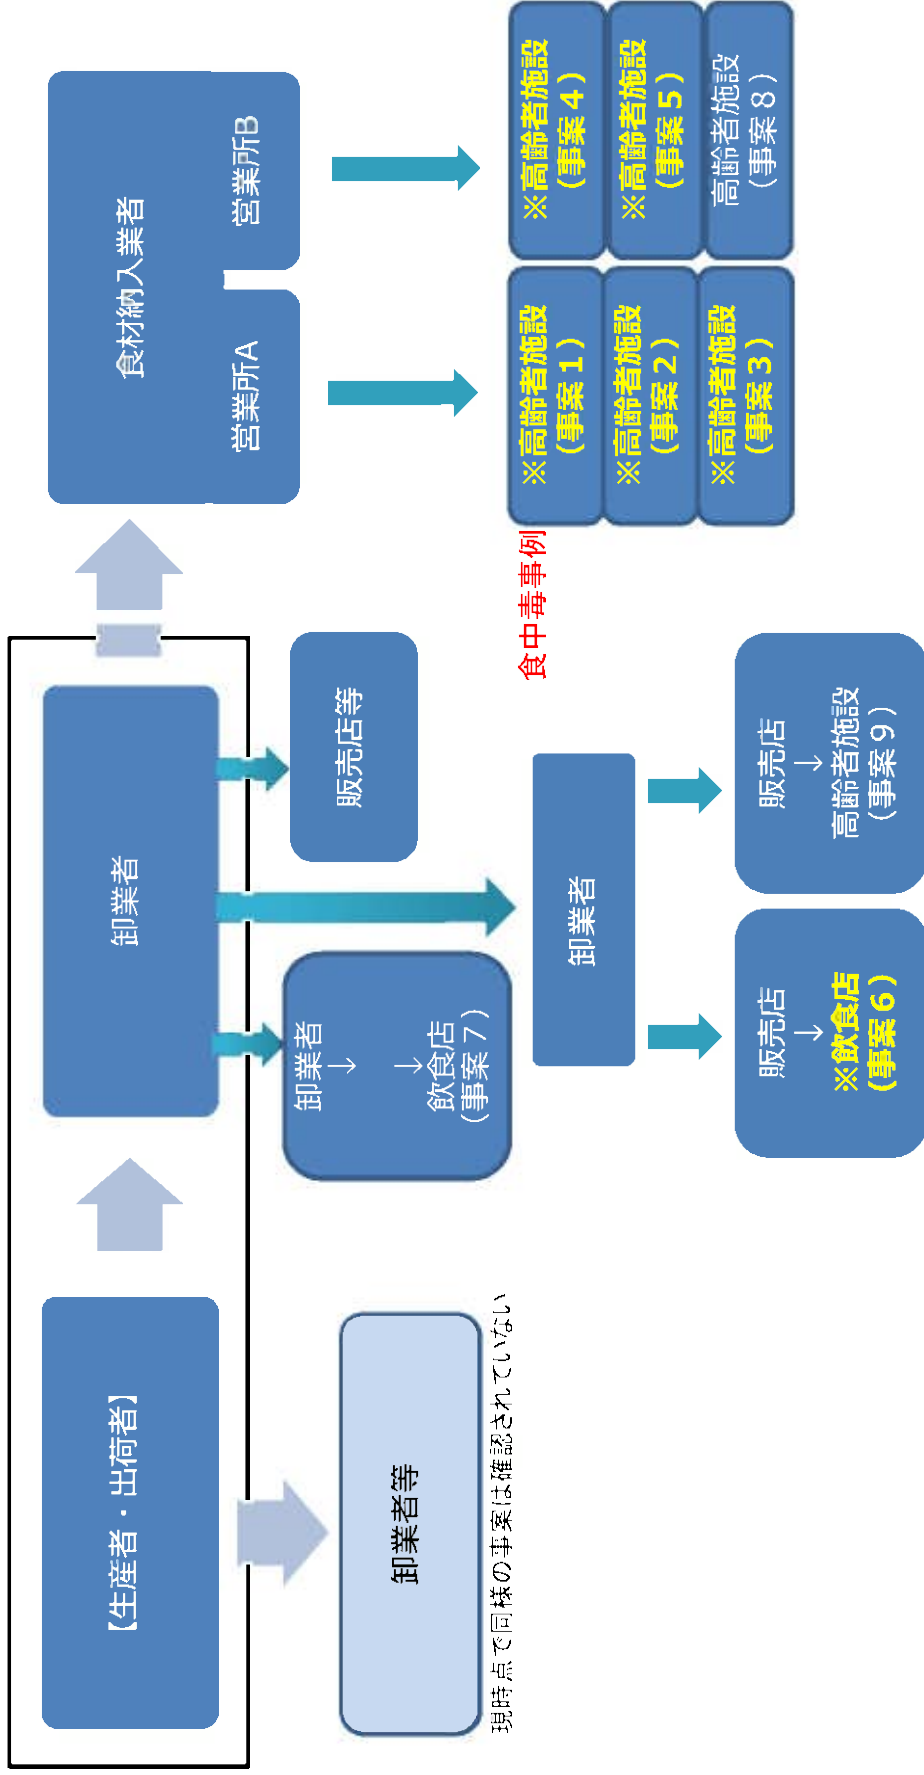 【生産者・出荷者】
卸業者
食材納入業者
営業所A
営業所B
卸業者等
現時点で同様の事案は確認されていない
卸業者
↓
↓
飲食店
(事案７)
販売店等
卸業者
販売店
↓
※飲食店
(事案６)
販売店
↓
高齢者施設
(事案９)
食中毒事例
※高齢者施設
(事案１)
※高齢者施設
(事案２)
※高齢者施設
(事案３)
※高齢者施設
(事案４)
※高齢者施設
(事案５)
高齢者施設
(事案８)